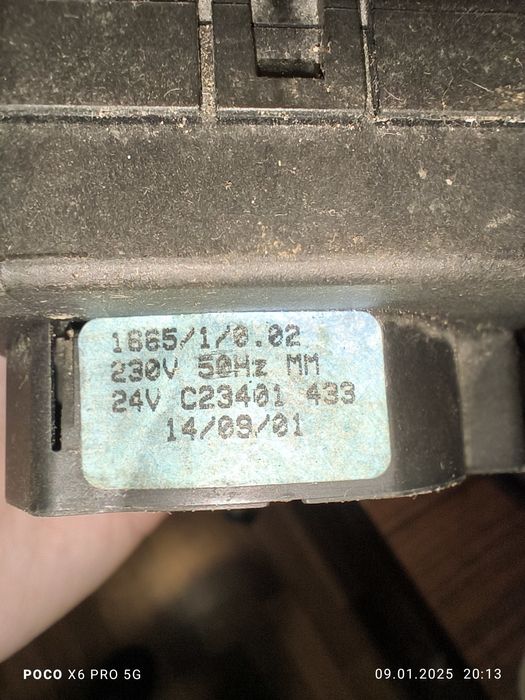 1665/1/0.02
230V 50Hz MM
24V C23401 433
14/09/01
POCO X6 PRO 5G
09.01.2025 20:13